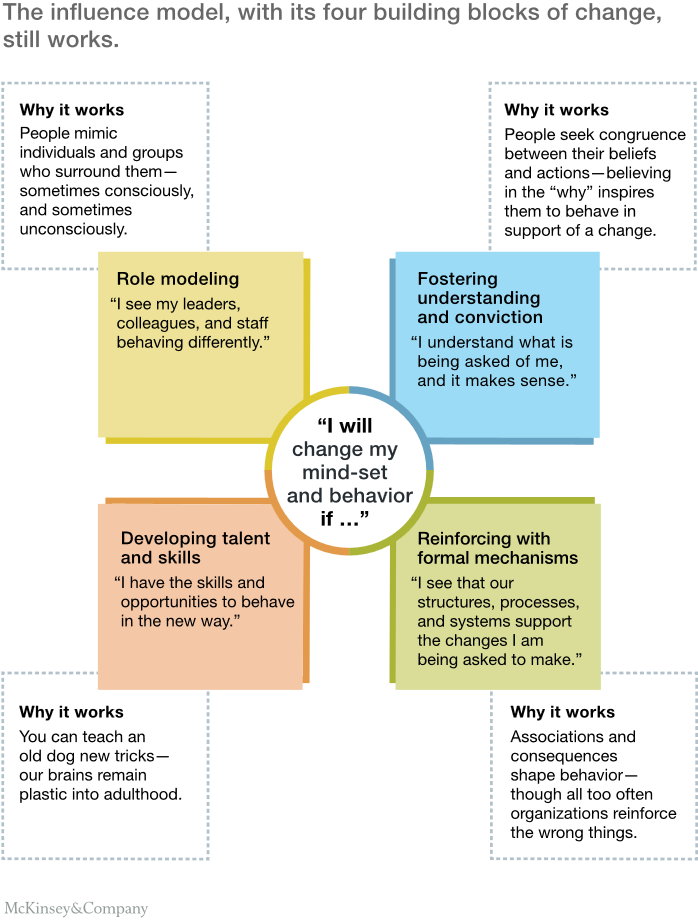 The influence model, with its four building blocks of change,
still works.
Why it works
People mimic
individuals and groups
who surround them—
sometimes consciously,
and sometimes
unconsciously.
Why it works
People seek congruence
between their beliefs
and actions—believing
in the “why” inspires
them to behave in
support of a change.
Role modeling
“I see my leaders,
colleagues, and staff
behaving differently.”
Fostering
understanding
and conviction
“I understand what is
being asked of me,
and it makes sense.”
“I will
change my
mind-set
and behavior
if …”
Developing talent
and skills
“I have the skills and
opportunities to behave
in the new way.”
Reinforcing with
formal mechanisms
“I see that our
structures, processes,
and systems support
the changes I am
being asked to make.”
Why it works
You can teach an
old dog new tricks—
our brains remain
plastic into adulthood.
Why it works
Associations and
consequences
shape behavior—
though all too often
organizations reinforce
the wrong things.
McKinsey&Company